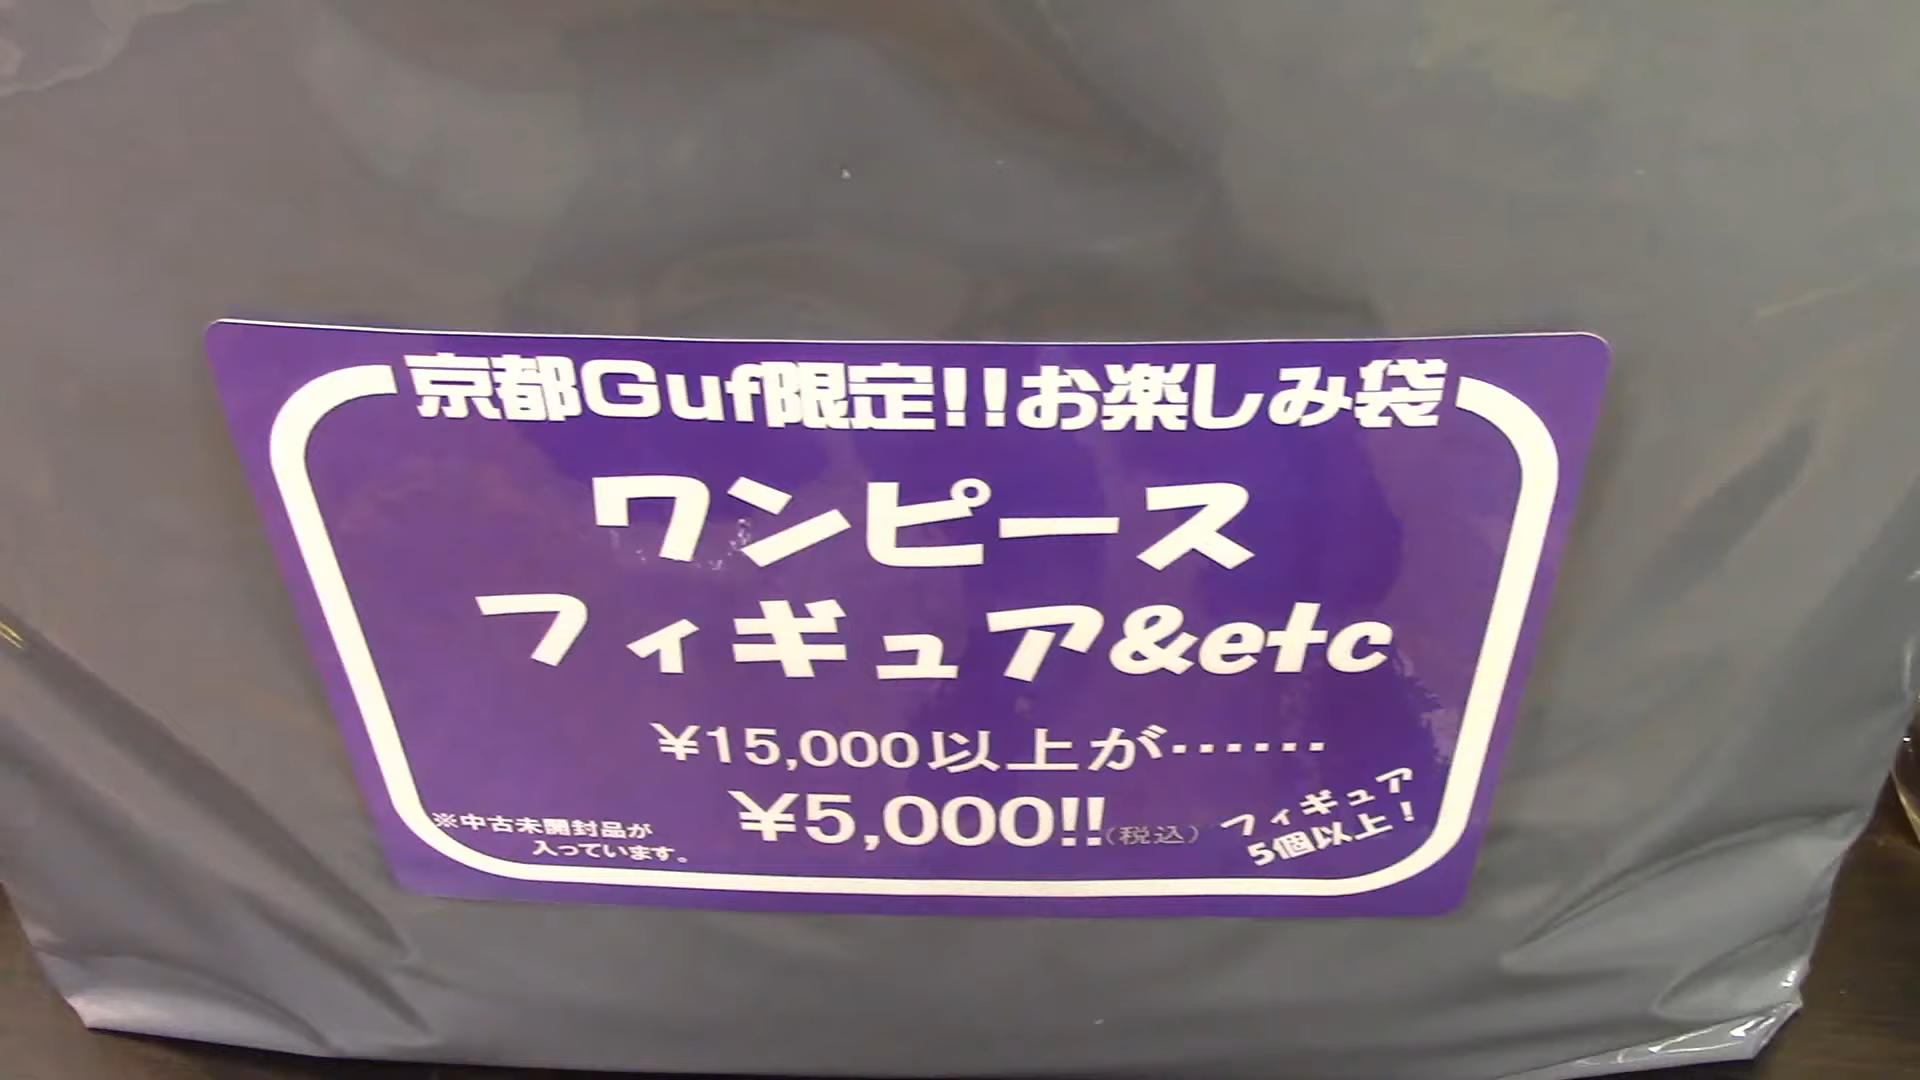 京都Guf限定!!お楽しみ袋
ワンピース
フィギュア&etc
¥15,000以上が……
¥5,000!!(税込)
※中古未開封品が
入っています。
フィギュア
5個以上!